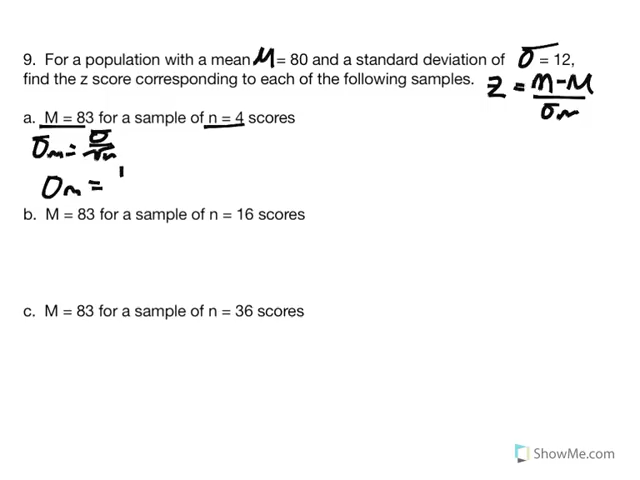 9. For a population with a mean μ = 80 and a standard deviation of σ = 12,
find the z score corresponding to each of the following samples.
z = M-μ / σM
a. M = 83 for a sample of n = 4 scores
σM = σ/√n
σM = 1
b. M = 83 for a sample of n = 16 scores
c. M = 83 for a sample of n = 36 scores
ShowMe.com